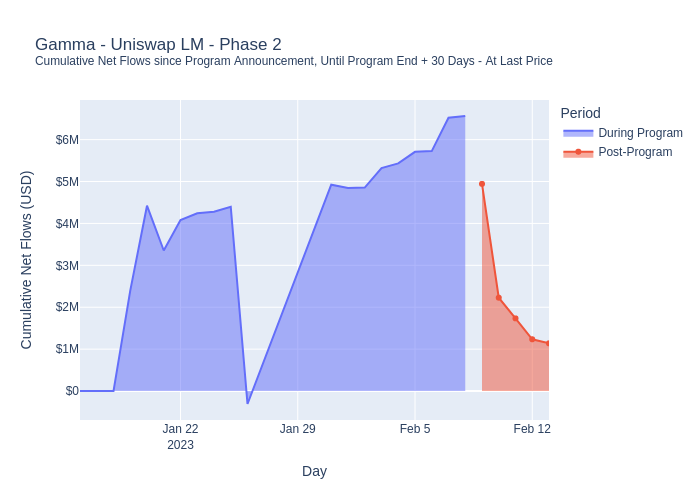 Gamma - Uniswap LM - Phase 2
Cumulative Net Flows since Program Announcement, Until Program End + 30 Days - At Last Price
Period
During Program
Post-Program
Cumulative Net Flows (USD)
$6M
$5M
$4M
$3M
$2M
$1M
$0
Jan 22
2023
Jan 29
Feb 5
Feb 12
Day